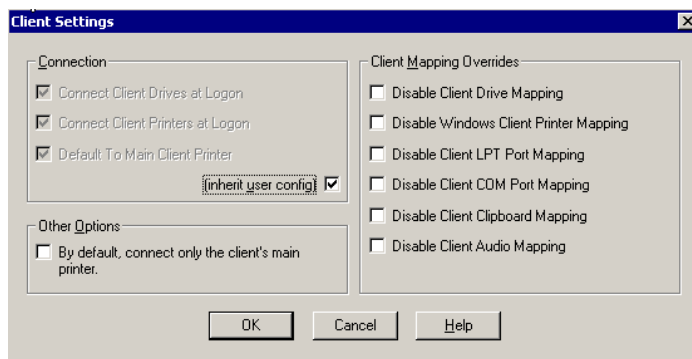 Client Settings
Connection
Connect Client Drives at Logon
Connect Client Printers at Logon
Default To Main Client Printer
(inherit user config)
Other Options
By default, connect only the client's main
printer.
Client Mapping Overrides
Disable Client Drive Mapping
Disable Windows Client Printer Mapping
Disable Client LPT Port Mapping
Disable Client COM Port Mapping
Disable Client Clipboard Mapping
Disable Client Audio Mapping
OK
Cancel
Help